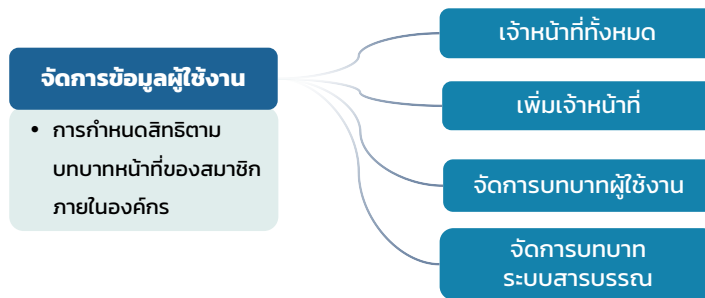 จัดการข้อมูลผู้ใช้งาน
• การกำหนดสิทธิตาม
บทบาทหน้าที่ของสมาชิก
ภายในองค์กร
เจ้าหน้าที่ทั้งหมด
เพิ่มเจ้าหน้าที่
จัดการบทบาทผู้ใช้งาน
จัดการบทบาท
ระบบสารบรรณ